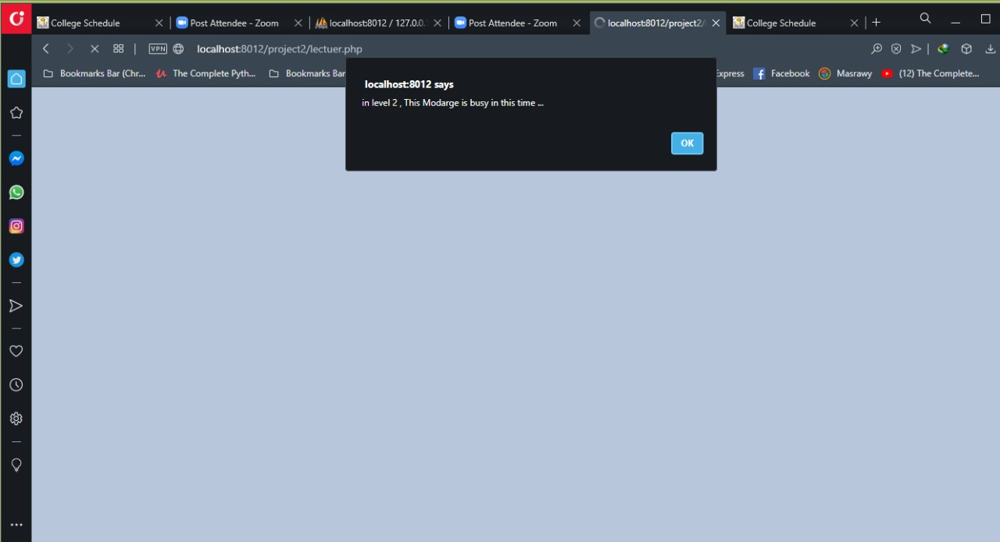 College Schedule
Post Attendee - Zoom
localhost:8012 / 127.0.0.
Post Attendee - Zoom
localhost:8012/project2/
College Schedule
VPN
localhost:8012/project2/lectuer.php
Bookmarks Bar (Chr...
The Complete Pyth...
Bookmarks Bar
Express
Facebook
Masrawy
(12) The Complete...
localhost:8012 says
in level 2 , This Modarge is busy in this time ...
OK